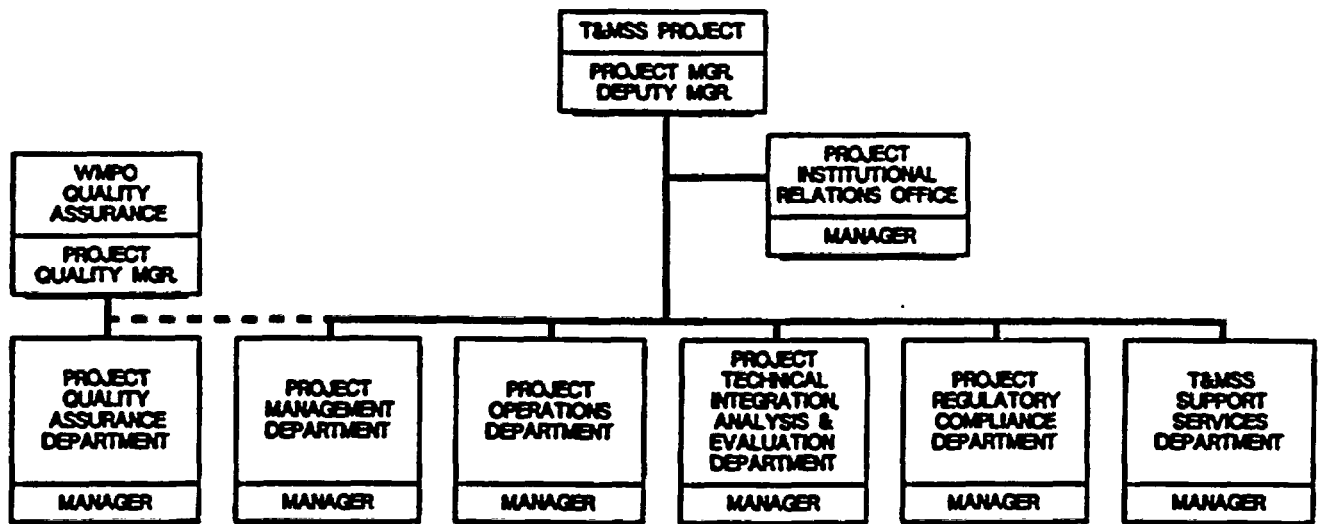 T&MSS PROJECT
PROJECT MGR.
DEPUTY MGR.
PROJECT
INSTITUTIONAL
RELATIONS OFFICE
MANAGER
WMPO
QUALITY
ASSURANCE
PROJECT
QUALITY MGR.
PROJECT
QUALITY
ASSURANCE
DEPARTMENT
MANAGER
PROJECT
MANAGEMENT
DEPARTMENT
MANAGER
PROJECT
OPERATIONS
DEPARTMENT
MANAGER
PROJECT
TECHNICAL
INTEGRATION,
ANALYSIS &
EVALUATION
DEPARTMENT
MANAGER
PROJECT
REGULATORY
COMPLIANCE
DEPARTMENT
MANAGER
T&MSS
SUPPORT
SERVICES
DEPARTMENT
MANAGER